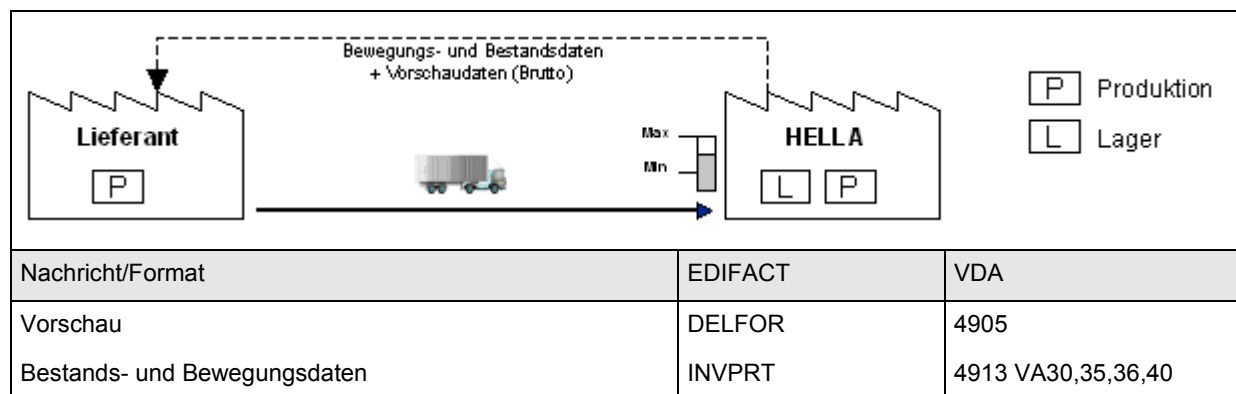 Bewegungs- und Bestandsdaten
+ Vorschaudaten (Brutto)
Lieferant
P
Max
Min
HELLA
L P
P Produktion
L Lager
Nachricht/Format EDIFACT VDA
Vorschau DELFOR 4905
Bestands- und Bewegungsdaten INVPRT 4913 VA30,35,36,40